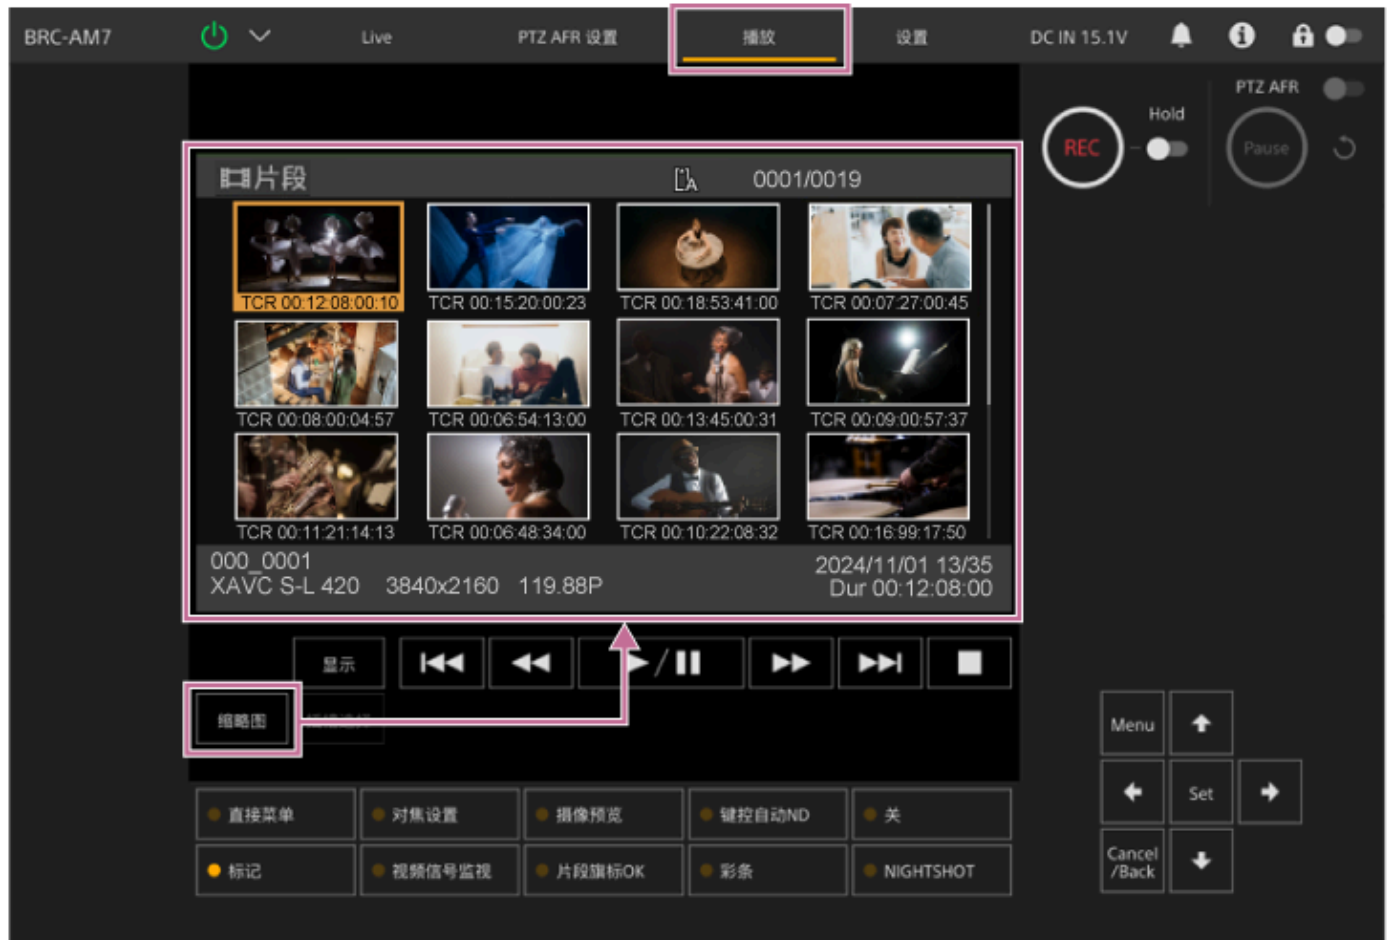 BRC-AM7
Live
PTZ AFR 设置
播放
设置
DC IN 15.1V
PTZ AFR
Hold
REC
Pause
片段
A
0001/0019
TCR 00:12:08:00:10
TCR 00:15:20:00:23
TCR 00:18:53:41:00
TCR 00:07:27:00:45
TCR 00:08:00:04:57
TCR 00:06:54:13:00
TCR 00:13:45:00:31
TCR 00:09:00:57:37
TCR 00:11:21:14:13
TCR 00:06:48:34:00
TCR 00:10:22:08:32
TCR 00:16:99:17:50
000_0001
2024/11/01 13/35
XAVC S-L 420 3840x2160 119.88P
Dur 00:12:08:00
显示
缩略图
Menu
Set
Cancel
/Back
直接菜单
对焦设置
摄像预览
键控自动ND
关
标记
视频信号监视
片段旗标OK
彩条
NIGHTSHOT